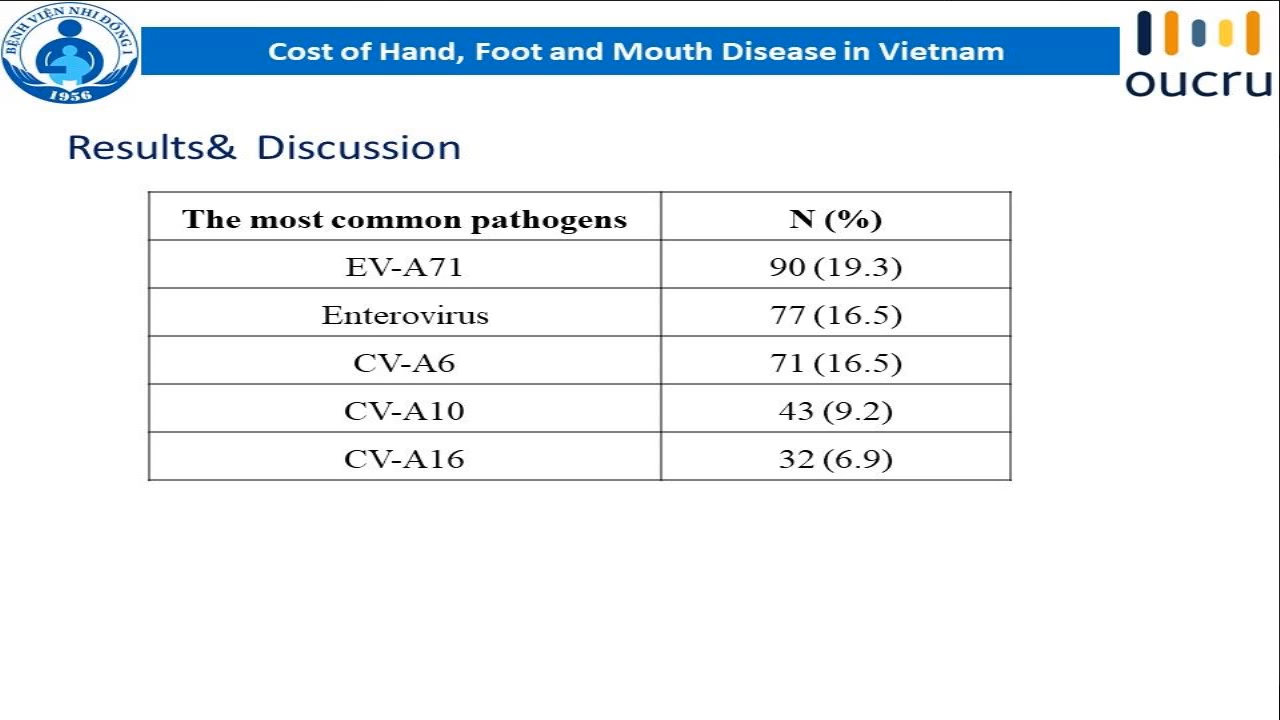 BỆNH VIỆN NHI ĐỒNG 1
1956
Cost of Hand, Foot and Mouth Disease in Vietnam
oucru
Results& Discussion
The most common pathogens N (%)
EV-A71 90 (19.3)
Enterovirus 77 (16.5)
CV-A6 71 (16.5)
CV-A10 43 (9.2)
CV-A16 32 (6.9)